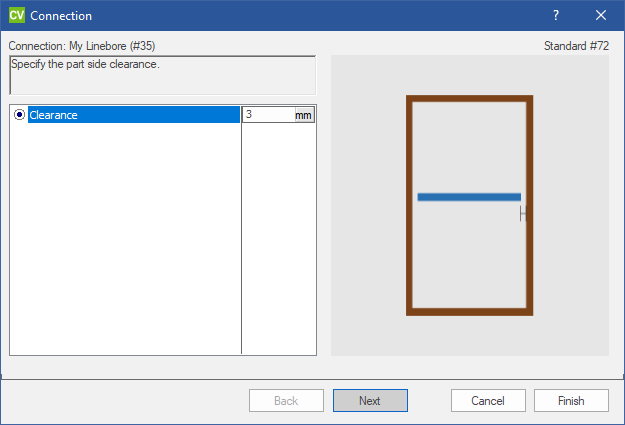 CV Connection ?
Connection: My Linebore (#35) Standard #72
Specify the part side clearance.
Clearance 3 mm
Back Next Cancel Finish